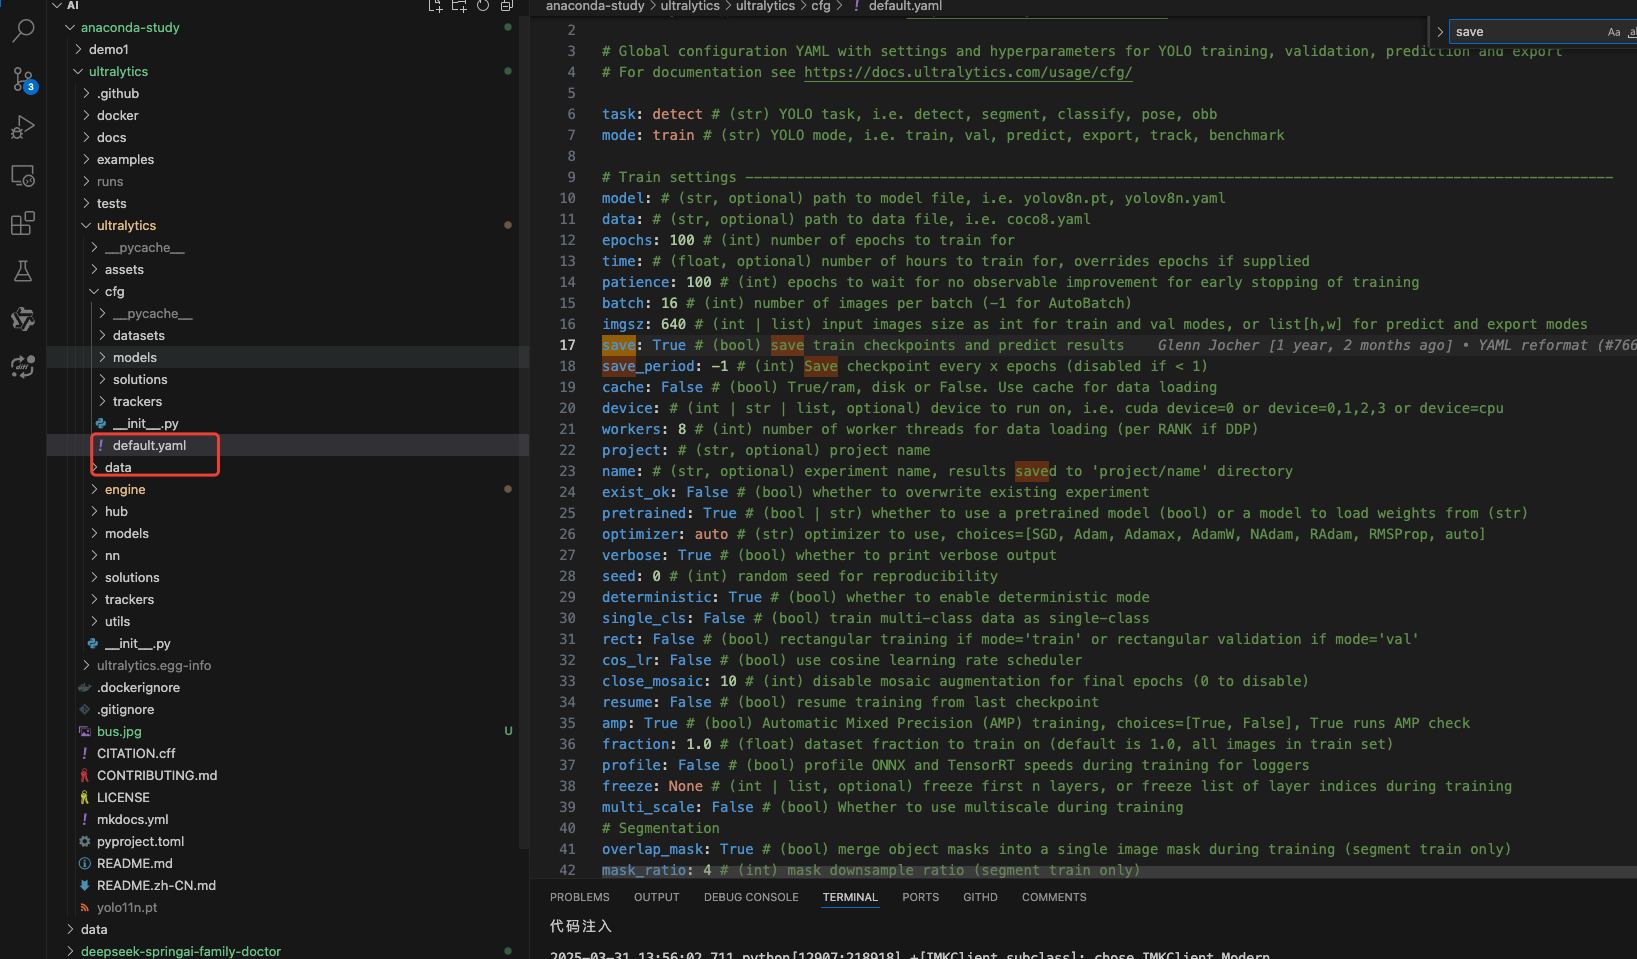 AI
anaconda-study
demo1
ultralytics
.github
docker
docs
examples
runs
tests
ultralytics
__pycache__
assets
cfg
__pycache__
datasets
models
solutions
trackers
__init__.py
default.yaml
data
engine
hub
models
nn
solutions
trackers
utils
__init__.py
ultralytics.egg-info
.dockerignore
.gitignore
bus.jpg U
CITATION.cff
CONTRIBUTING.md
LICENSE
mkdocs.yml
pyproject.toml
README.md
README.zh-CN.md
yolo11n.pt
data
deepseek-springai-family-doctor
3
anaconda-study > ultralytics > ultralytics > cfg > ! default.yaml
save Aa
2
3 # Global configuration YAML with settings and hyperparameters for YOLO training, validation, prediction and export
4 # For documentation see https://docs.ultralytics.com/usage/cfg/
5
6 task: detect # (str) YOLO task, i.e. detect, segment, classify, pose, obb
7 mode: train # (str) YOLO mode, i.e. train, val, predict, export, track, benchmark
8
9 # Train settings -------------------------------------------------------------------------------------------------------
10 model: # (str, optional) path to model file, i.e. yolov8n.pt, yolov8n.yaml
11 data: # (str, optional) path to data file, i.e. coco8.yaml
12 epochs: 100 # (int) number of epochs to train for
13 time: # (float, optional) number of hours to train for, overrides epochs if supplied
14 patience: 100 # (int) epochs to wait for no observable improvement for early stopping of training
15 batch: 16 # (int) number of images per batch (-1 for AutoBatch)
16 imgsz: 640 # (int | list) input images size as int for train and val modes, or list[h,w] for predict and export modes
17 save: True # (bool) save train checkpoints and predict results Glenn Jocher [1 year, 2 months ago] • YAML reformat (#766
18 save_period: -1 # (int) Save checkpoint every x epochs (disabled if < 1)
19 cache: False # (bool) True/ram, disk or False. Use cache for data loading
20 device: # (int | str | list, optional) device to run on, i.e. cuda device=0 or device=0,1,2,3 or device=cpu
21 workers: 8 # (int) number of worker threads for data loading (per RANK if DDP)
22 project: # (str, optional) project name
23 name: # (str, optional) experiment name, results saved to 'project/name' directory
24 exist_ok: False # (bool) whether to overwrite existing experiment
25 pretrained: True # (bool | str) whether to use a pretrained model (bool) or a model to load weights from (str)
26 optimizer: auto # (str) optimizer to use, choices=[SGD, Adam, Adamax, AdamW, NAdam, RAdam, RMSProp, auto]
27 verbose: True # (bool) whether to print verbose output
28 seed: 0 # (int) random seed for reproducibility
29 deterministic: True # (bool) whether to enable deterministic mode
30 single_cls: False # (bool) train multi-class data as single-class
31 rect: False # (bool) rectangular training if mode='train' or rectangular validation if mode='val'
32 cos_lr: False # (bool) use cosine learning rate scheduler
33 close_mosaic: 10 # (int) disable mosaic augmentation for final epochs (0 to disable)
34 resume: False # (bool) resume training from last checkpoint
35 amp: True # (bool) Automatic Mixed Precision (AMP) training, choices=[True, False], True runs AMP check
36 fraction: 1.0 # (float) dataset fraction to train on (default is 1.0, all images in train set)
37 profile: False # (bool) profile ONNX and TensorRT speeds during training for loggers
38 freeze: None # (int | list, optional) freeze first n layers, or freeze list of layer indices during training
39 multi_scale: False # (bool) Whether to use multiscale during training
40 # Segmentation
41 overlap_mask: True # (bool) merge object masks into a single image mask during training (segment train only)
42 mask_ratio: 4 # (int) mask downsample ratio (segment train only)
PROBLEMS OUTPUT DEBUG CONSOLE TERMINAL PORTS GITHD COMMENTS
代码注入
2025-03-31 13:56:02.711 python[12907:218918] +[IMKClient subclass]: chose IMKClient_Modern